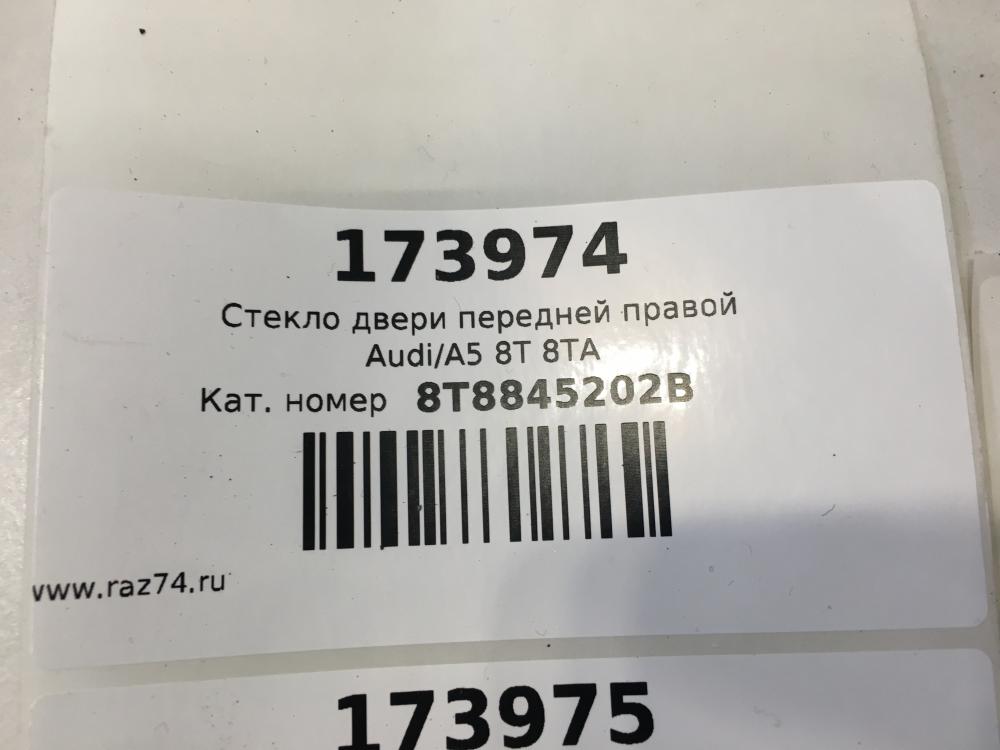 173974
Стекло двери передней правой
Audi/A5 8T 8TA
Кат. номер 8T8845202B
www.raz74.ru
173975